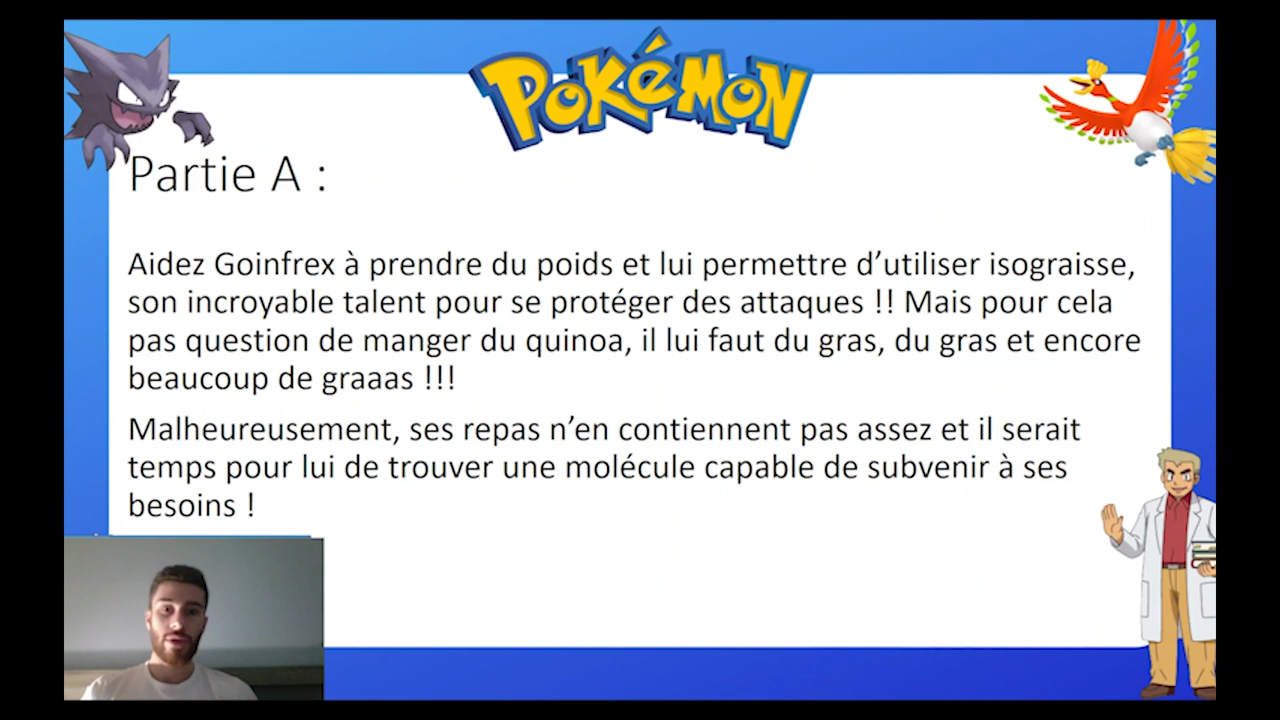 POKéMON
Partie A :
Aidez Goinfrex à prendre du poids et lui permettre d’utiliser isograisse,
son incroyable talent pour se protéger des attaques !! Mais pour cela
pas question de manger du quinoa, il lui faut du gras, du gras et encore
beaucoup de graaas !!!
Malheureusement, ses repas n’en contiennent pas assez et il serait
temps pour lui de trouver une molécule capable de subvenir à ses
besoins !